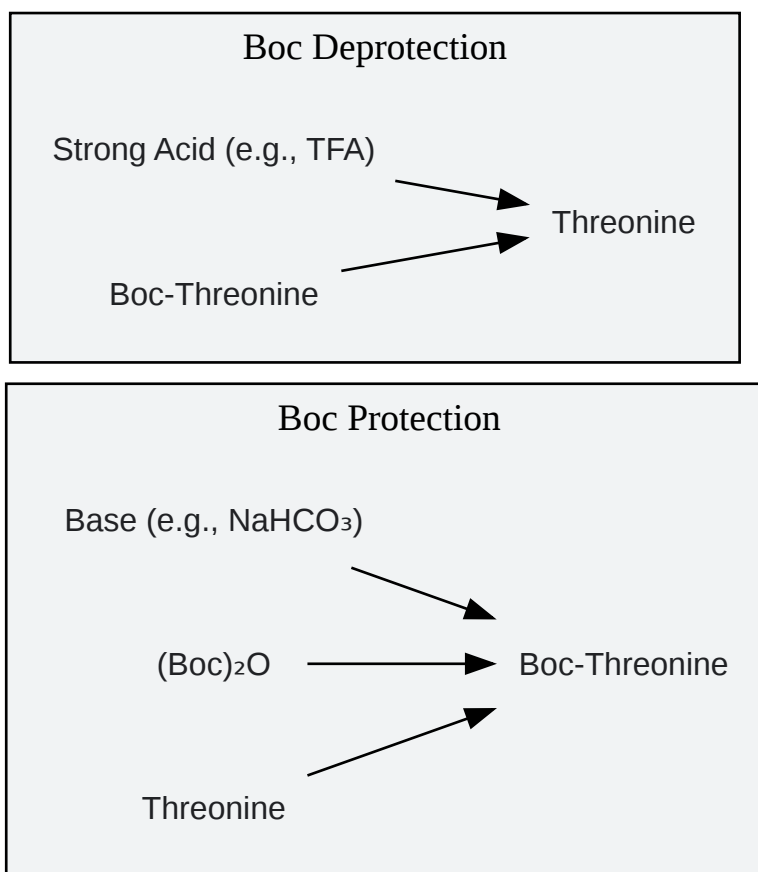 Boc Deprotection
Strong Acid (e.g., TFA)
Threonine
Boc-Threonine
Boc Protection
Base (e.g., NaHCO₃)
(Boc)₂O
Boc-Threonine
Threonine